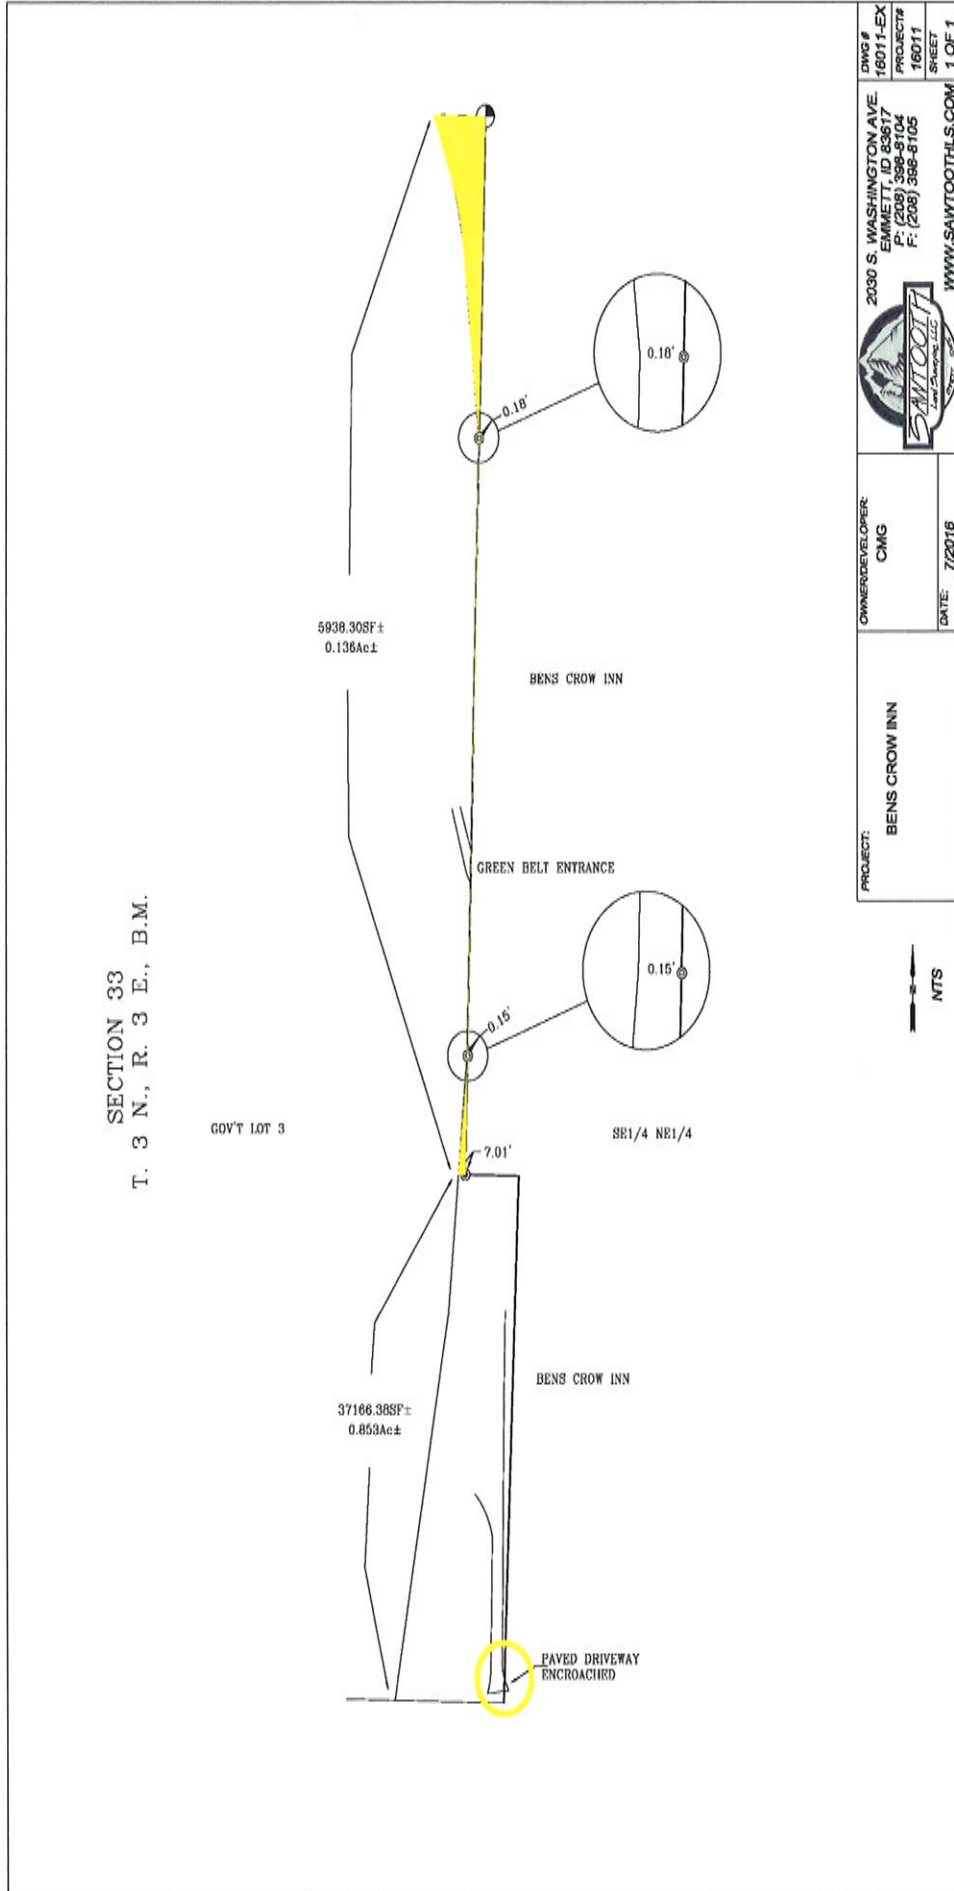 SECTION 33
T. 3 N., R. 3 E., B.M.
GOV'T LOT 3
5938.30SF±
0.136Ac±
0.18'
0.18'
BENS CROW INN
GREEN BELT ENTRANCE
0.15'
0.15'
SE1/4 NE1/4
7.01'
37166.38SF±
0.853Ac±
BENS CROW INN
PAVED DRIVEWAY
ENCROACHED
NTS
PROJECT:
BENS CROW INN
OWNER/DEVELOPER:
CMG
DATE: 7/2016
SAWTOOTH
Land Surveying, LLC
2030 S. WASHINGTON AVE.
EMMETT, ID 83617
P: (208) 398-8104
F: (208) 398-8105
WWW.SAWTOOTHLS.COM
DWG #
16011-EX
PROJECT#
16011
SHEET
1 OF 1